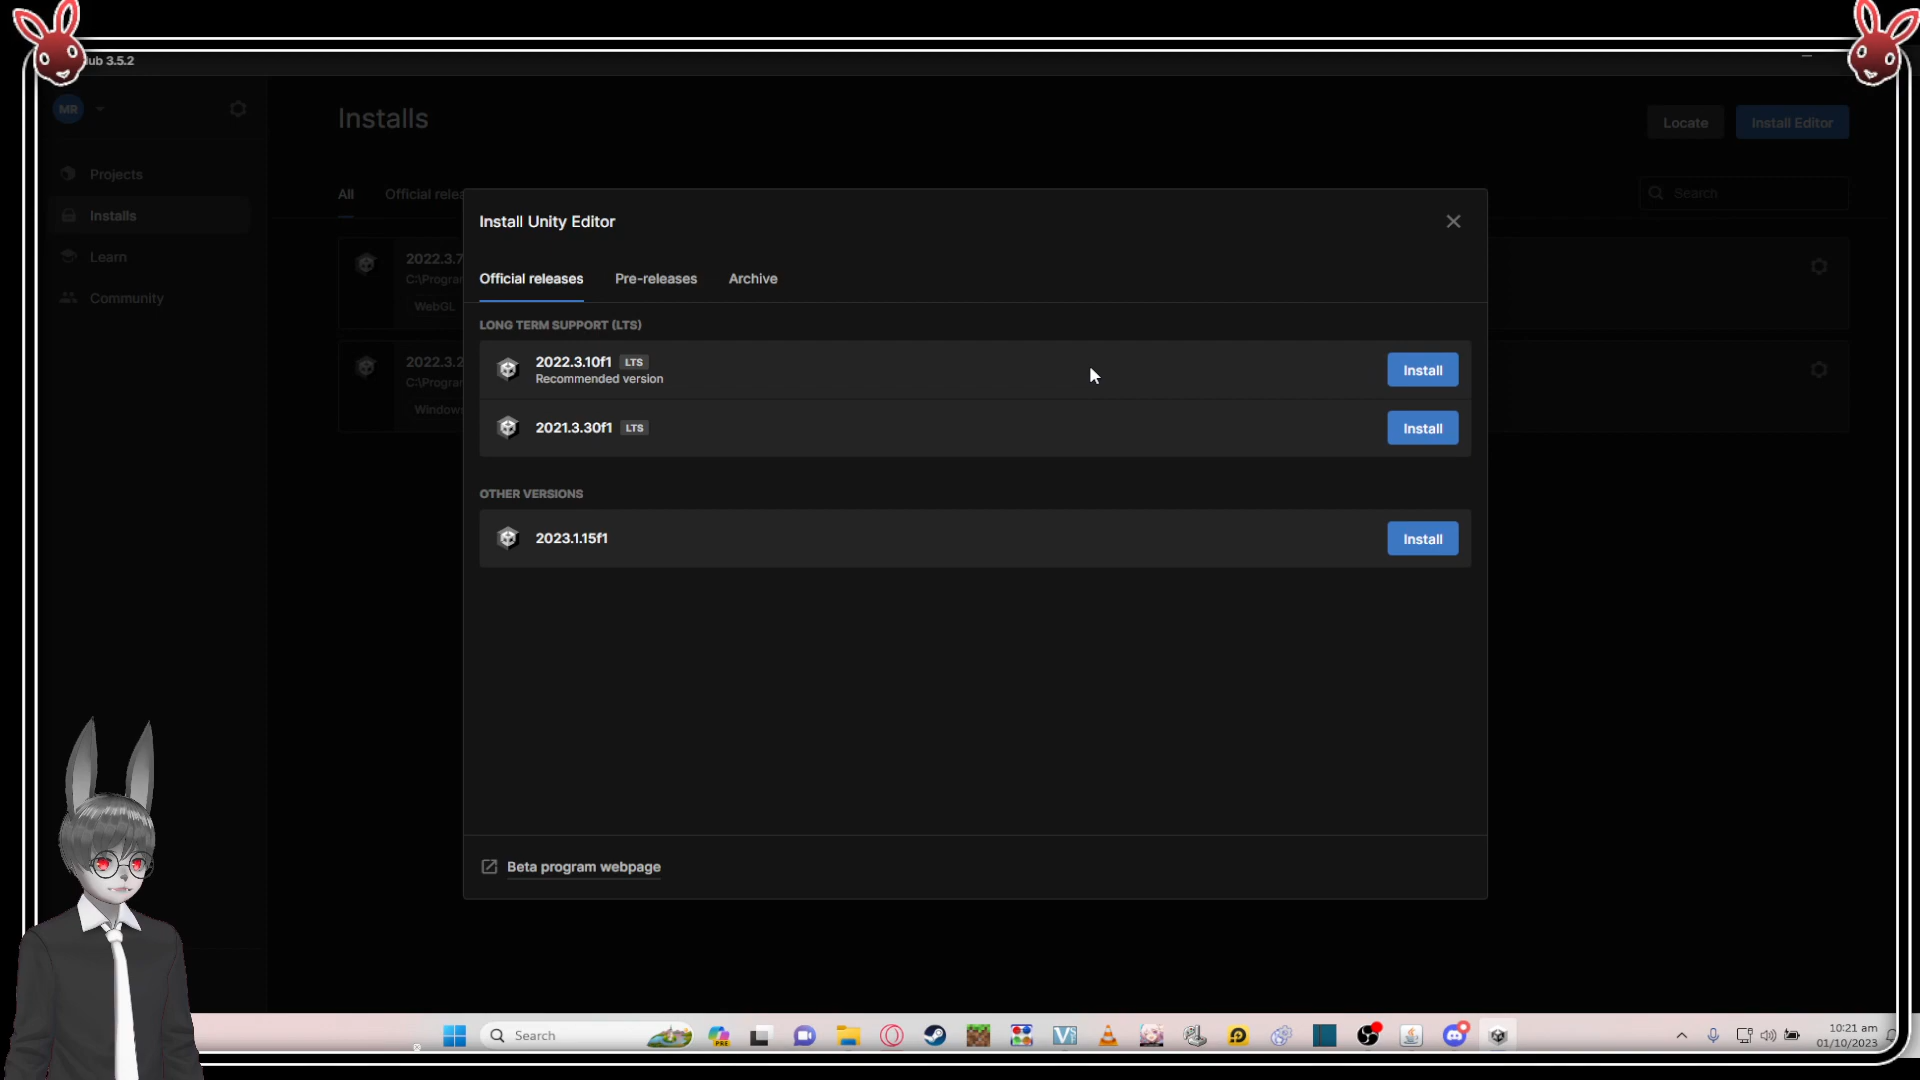 ub 3.5.2
MR
Installs
Locate
Install Editor
Projects
Installs
Learn
Community
All
Official relea
Search
2022.3.7
C:\Progra
WebGL
2022.3.2
C:\Progra
Window
Install Unity Editor
Official releases
Pre-releases
Archive
LONG TERM SUPPORT (LTS)
2022.3.10f1 LTS
Recommended version
Install
2021.3.30f1 LTS
Install
OTHER VERSIONS
2023.1.15f1
Install
Beta program webpage
Search
PRE
10:21 am
01/10/2023